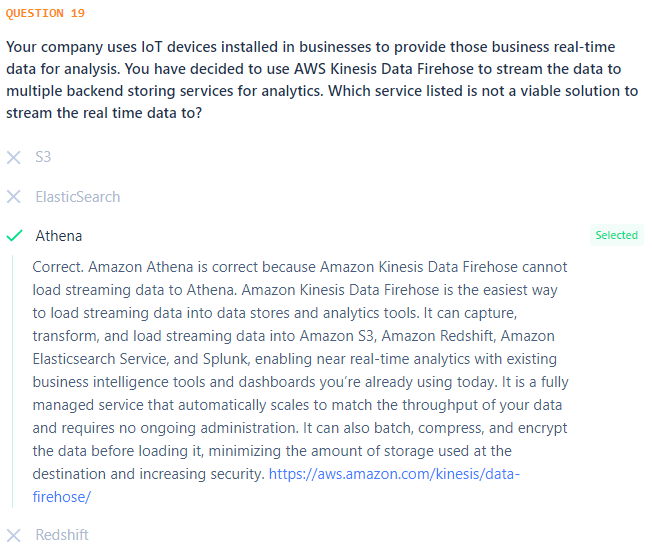 QUESTION 19
Your company uses IoT devices installed in businesses to provide those business real-time
data for analysis. You have decided to use AWS Kinesis Data Firehose to stream the data to
multiple backend storing services for analytics. Which service listed is not a viable solution to
stream the real time data to?
S3
ElasticSearch
Athena
Selected
Correct. Amazon Athena is correct because Amazon Kinesis Data Firehose cannot
load streaming data to Athena. Amazon Kinesis Data Firehose is the easiest way
to load streaming data into data stores and analytics tools. It can capture,
transform, and load streaming data into Amazon S3, Amazon Redshift, Amazon
Elasticsearch Service, and Splunk, enabling near real-time analytics with existing
business intelligence tools and dashboards you’re already using today. It is a fully
managed service that automatically scales to match the throughput of your data
and requires no ongoing administration. It can also batch, compress, and encrypt
the data before loading it, minimizing the amount of storage used at the
destination and increasing security. https://aws.amazon.com/kinesis/data-
firehose/
Redshift